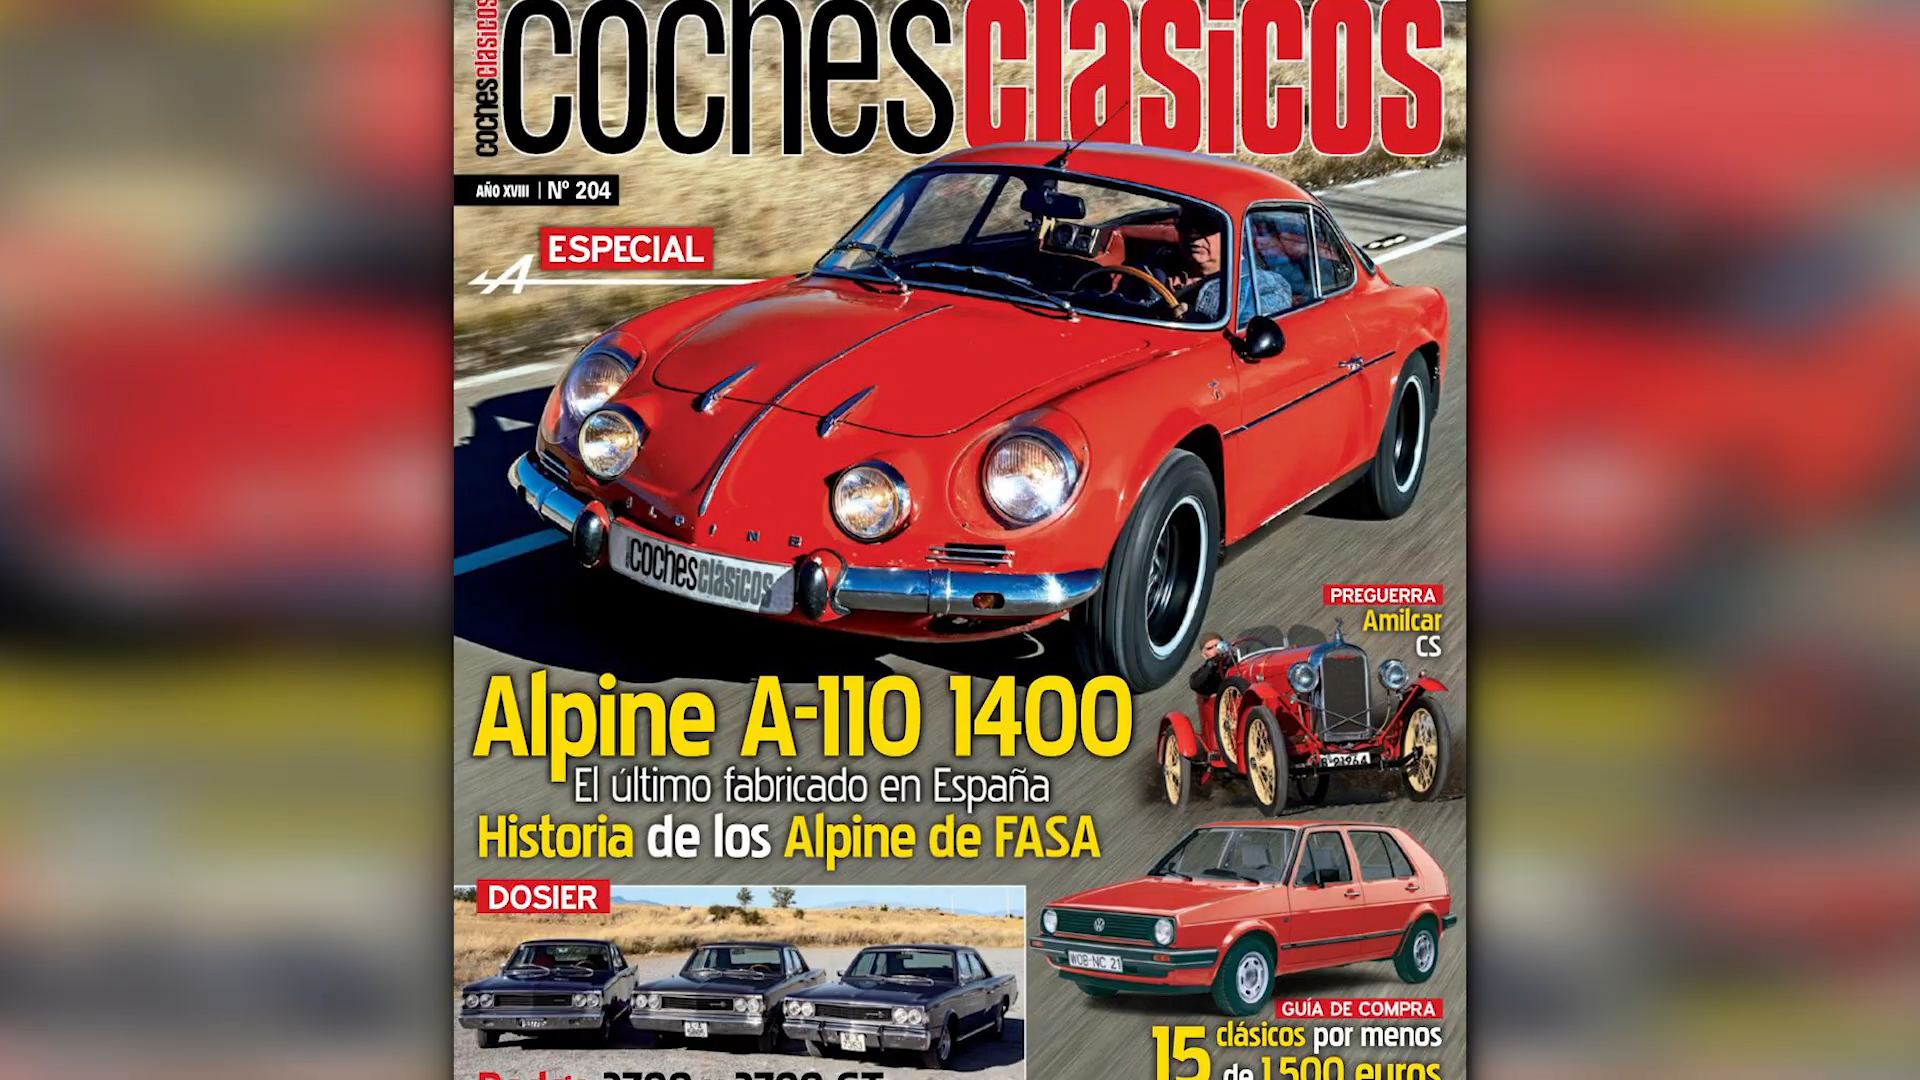 cochesclásicos
cochesclásicos
AÑO XVIII | Nº 204
ESPECIAL
A
ALPINE
cochesclásicos
PREGUERRA
Amilcar
CS
Alpine A-110 1400
El último fabricado en España
Historia de los Alpine de FASA
DOSIER
WOB-NC 21
GUÍA DE COMPRA
15 clásicos por menos
de 1.500 euros